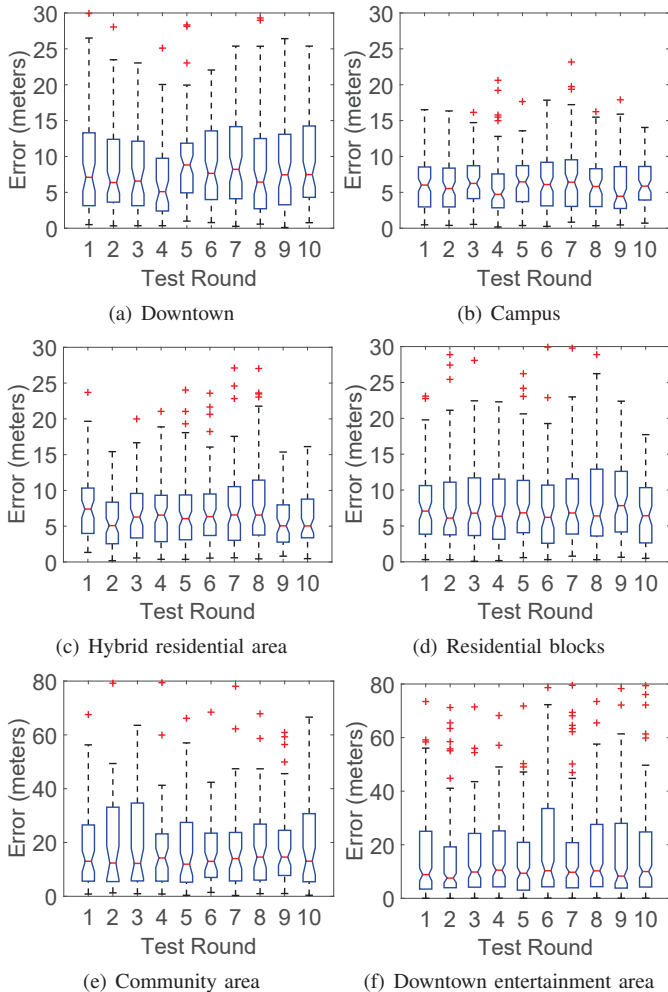 30
25
20
15
10
5
0
Error (meters)
1 2 3 4 5 6 7 8 9 10
Test Round
(a) Downtown
30
25
20
15
10
5
0
Error (meters)
1 2 3 4 5 6 7 8 9 10
Test Round
(b) Campus
30
25
20
15
10
5
0
Error (meters)
1 2 3 4 5 6 7 8 9 10
Test Round
(c) Hybrid residential area
30
25
20
15
10
5
0
Error (meters)
1 2 3 4 5 6 7 8 9 10
Test Round
(d) Residential blocks
80
60
40
20
0
Error (meters)
1 2 3 4 5 6 7 8 9 10
Test Round
(e) Community area
80
60
40
20
0
Error (meters)
1 2 3 4 5 6 7 8 9 10
Test Round
(f) Downtown entertainment area